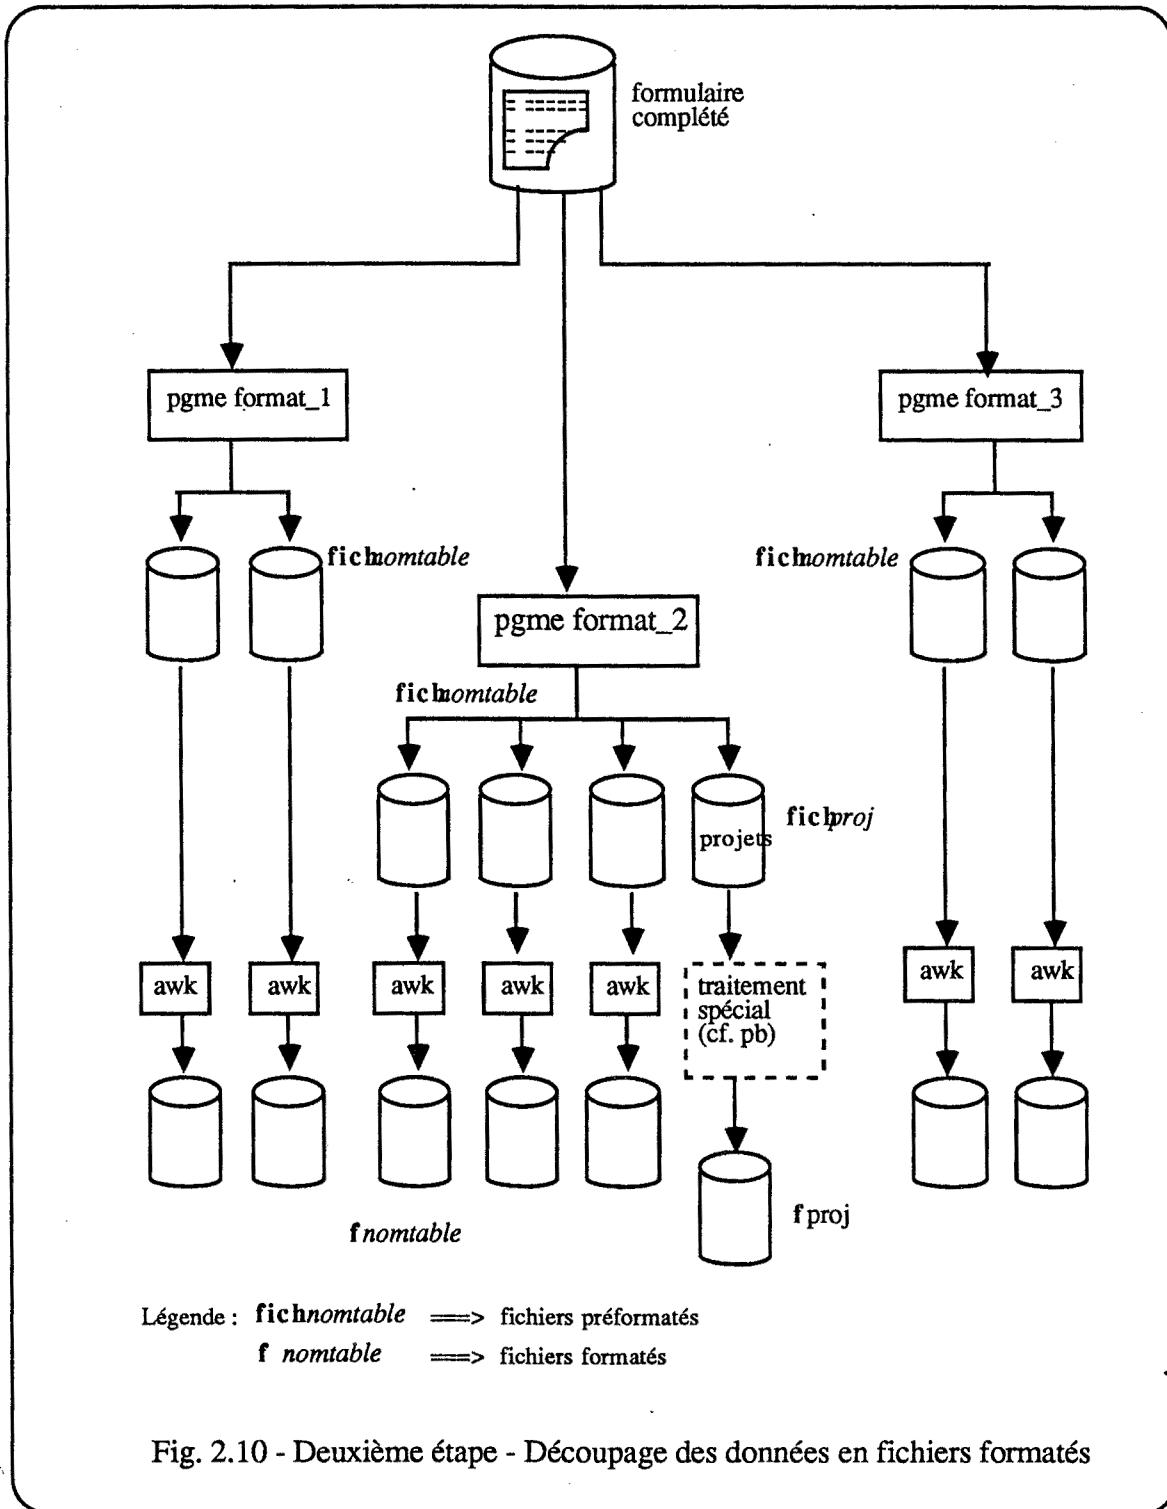 formulaire
complété
pgme format_1
pgme format_3
fichnomtable
fichnomtable
pgme format_2
fichnomtable
projets
fichproj
awk
awk
awk
awk
awk
traitement
spécial
(cf. pb)
awk
awk
f nomtable
f proj
Légende : fichnomtable ==> fichiers préformatés
f nomtable ==> fichiers formatés
Fig. 2.10 - Deuxième étape - Découpage des données en fichiers formatés